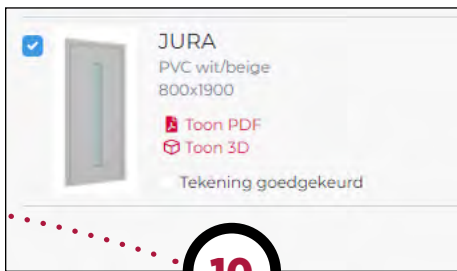 JURA
PVC wit/beige
800x1900
Toon PDF
Toon 3D
Tekening goedgekeurd
10